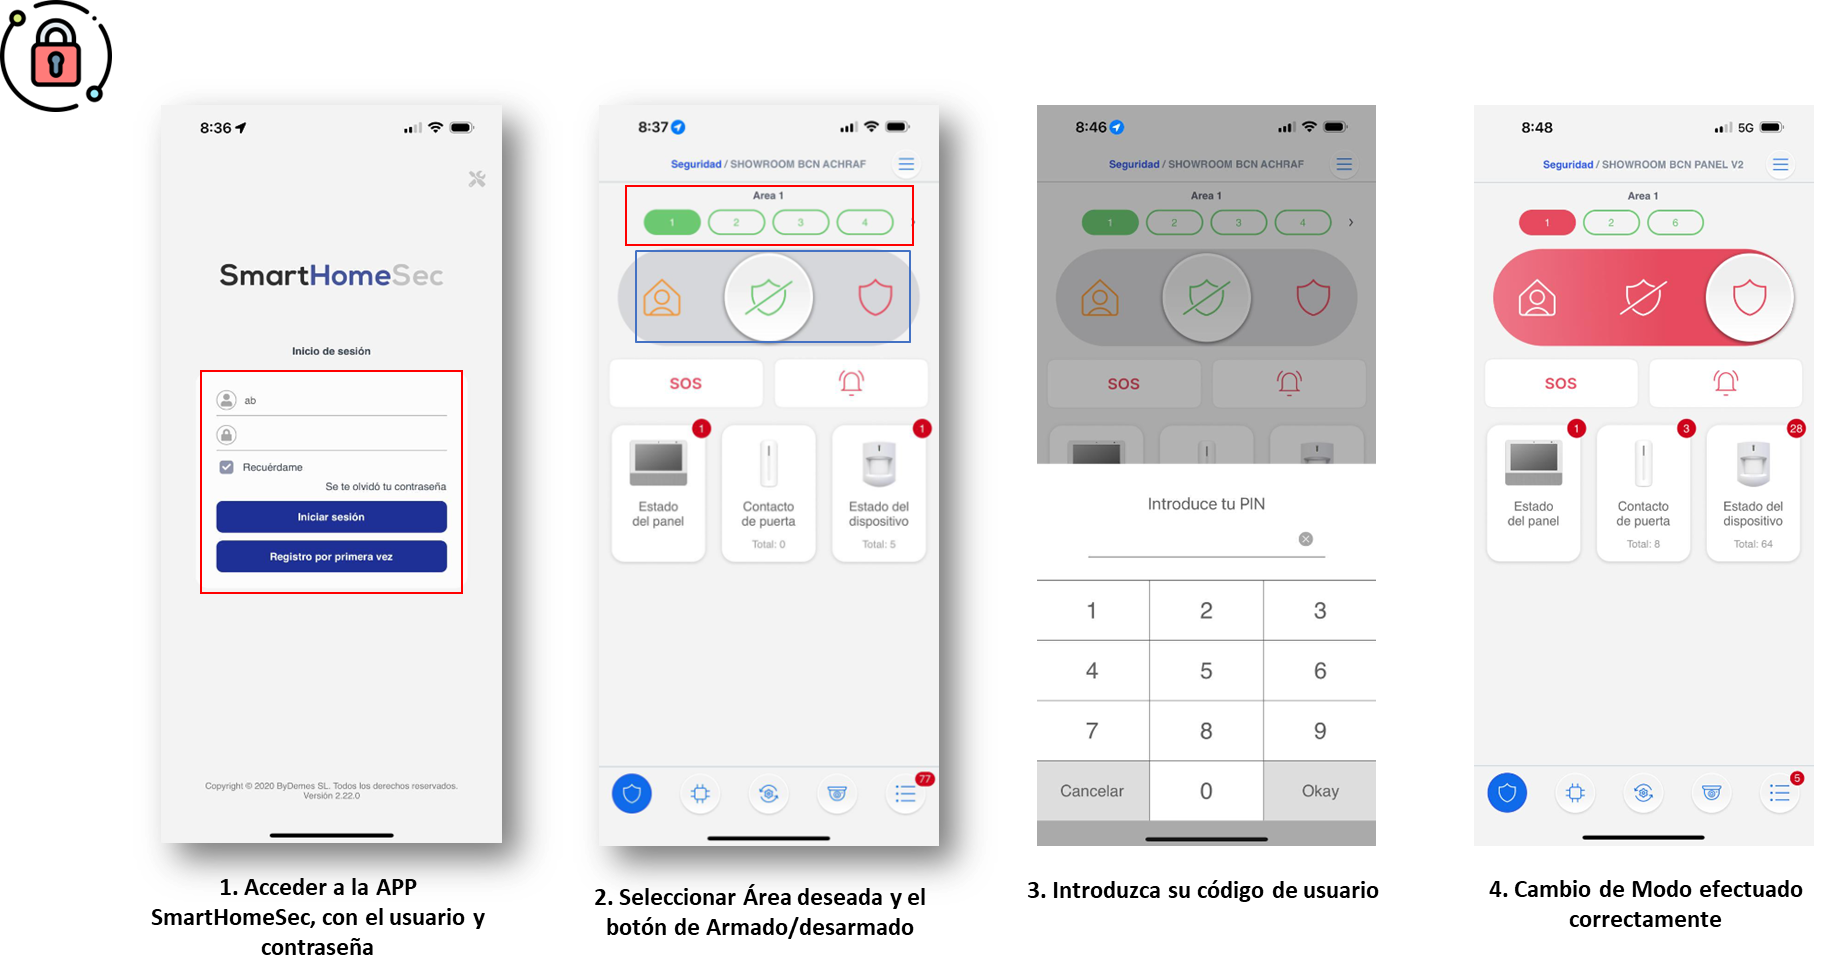 8:36
SmartHomeSec
Inicio de sesión
ab
Recuérdame
Se te olvidó tu contraseña
Iniciar sesión
Registro por primera vez
Copyright © 2020 ByDemes SL. Todos los derechos reservados.
Versión 2.22.0
1. Acceder a la APP
SmartHomeSec, con el usuario y
contraseña
8:37
Seguridad / SHOWROOM BCN ACHRAF
Area 1
1 2 3 4 ›
SOS
1 1
Estado
del panel
Contacto
de puerta
Total: 0
Estado del
dispositivo
Total: 5
77
2. Seleccionar Área deseada y el
botón de Armado/desarmado
8:46
Seguridad / SHOWROOM BCN ACHRAF
Area 1
1 2 3 4 ›
SOS
Introduce tu PIN
1 2 3
4 5 6
7 8 9
Cancelar 0 Okay
3. Introduzca su código de usuario
8:48 5G
Seguridad / SHOWROOM BCN PANEL V2
Area 1
1 2 6
SOS
1 3 28
Estado
del panel
Contacto
de puerta
Total: 8
Estado del
dispositivo
Total: 64
5
4. Cambio de Modo efectuado
correctamente